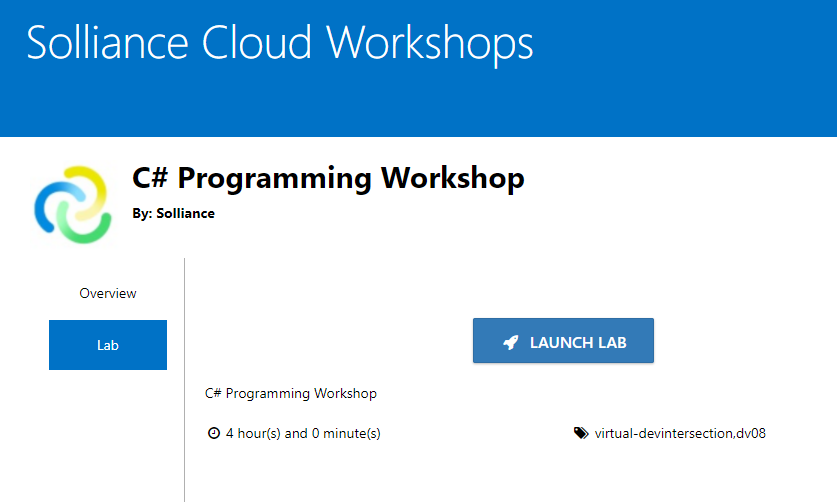 Solliance Cloud Workshops
C# Programming Workshop
By: Solliance
Overview
Lab
LAUNCH LAB
C# Programming Workshop
4 hour(s) and 0 minute(s)
virtual-devintersection,dv08